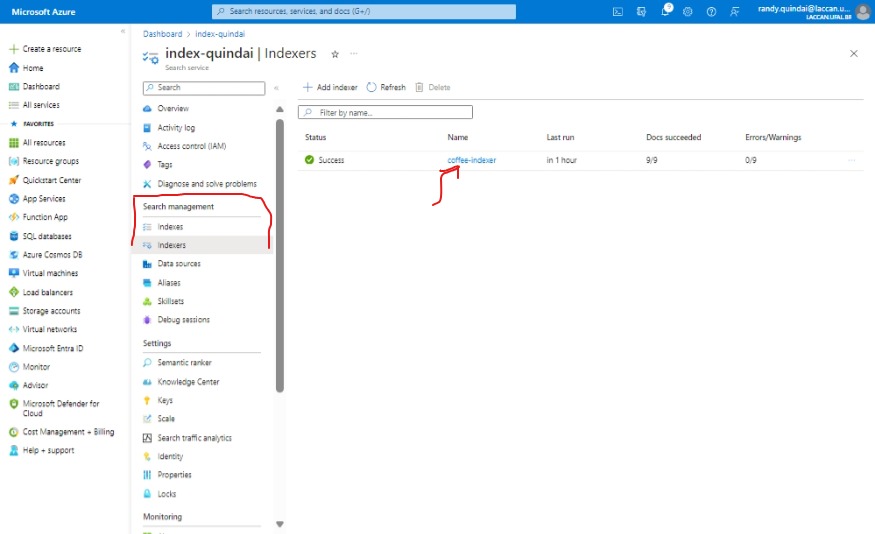 Microsoft Azure
Search resources, services, and docs (G+/)
randy.quindai@laccan.u...
LACCAN.UFAL.BR
Create a resource
Home
Dashboard
All services
FAVORITES
All resources
Resource groups
Quickstart Center
App Services
Function App
SQL databases
Azure Cosmos DB
Virtual machines
Load balancers
Storage accounts
Virtual networks
Microsoft Entra ID
Monitor
Advisor
Microsoft Defender for
Cloud
Cost Management + Billing
Help + support
Dashboard > index-quindai
index-quindai | Indexers
Search service
Search
Overview
Activity log
Access control (IAM)
Tags
Diagnose and solve problems
Search management
Indexes
Indexers
Data sources
Aliases
Skillsets
Debug sessions
Settings
Semantic ranker
Knowledge Center
Keys
Scale
Search traffic analytics
Identity
Properties
Locks
Monitoring
Add indexer Refresh Delete
Filter by name...
Status Name Last run Docs succeeded Errors/Warnings
Success coffee-indexer in 1 hour 9/9 0/9